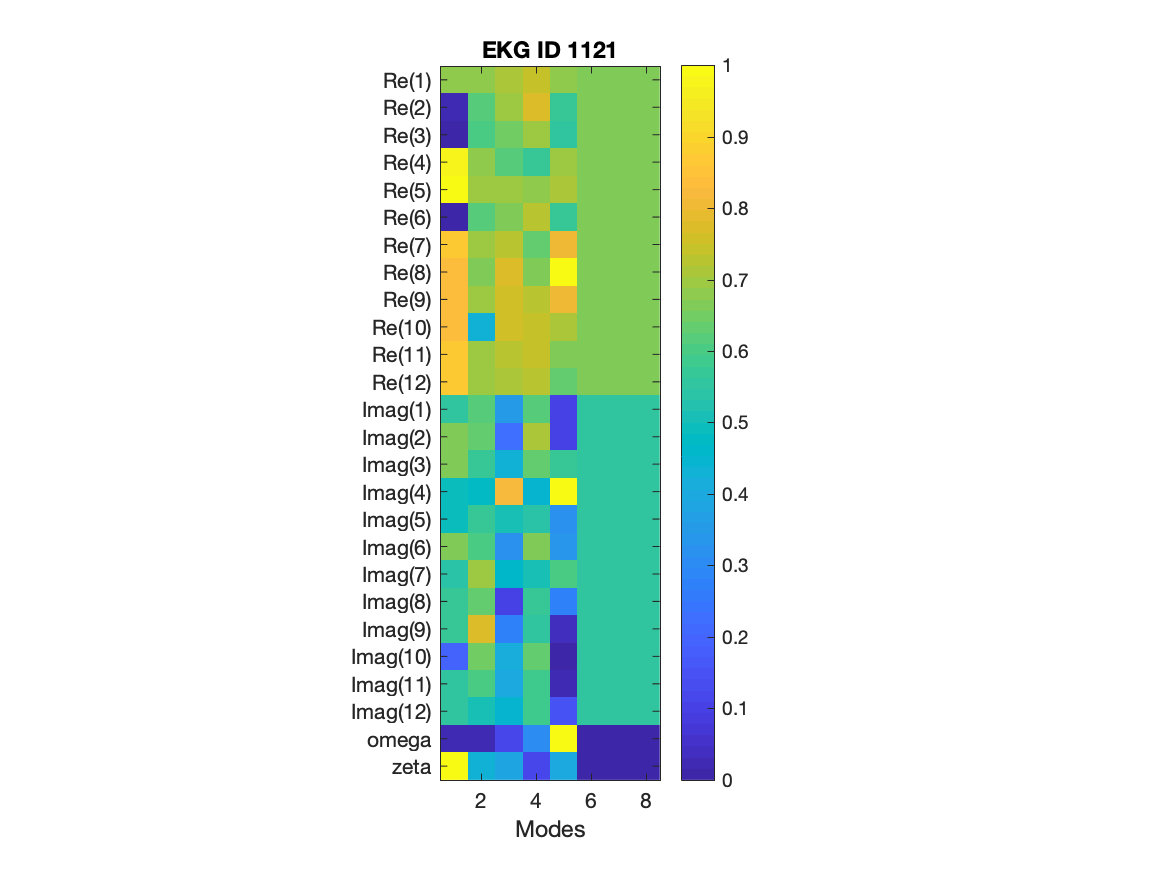 EKG ID 1121
Re(1)
Re(2)
Re(3)
Re(4)
Re(5)
Re(6)
Re(7)
Re(8)
Re(9)
Re(10)
Re(11)
Re(12)
Imag(1)
Imag(2)
Imag(3)
Imag(4)
Imag(5)
Imag(6)
Imag(7)
Imag(8)
Imag(9)
Imag(10)
Imag(11)
Imag(12)
omega
zeta
2 4 6 8
Modes
1
0.9
0.8
0.7
0.6
0.5
0.4
0.3
0.2
0.1
0